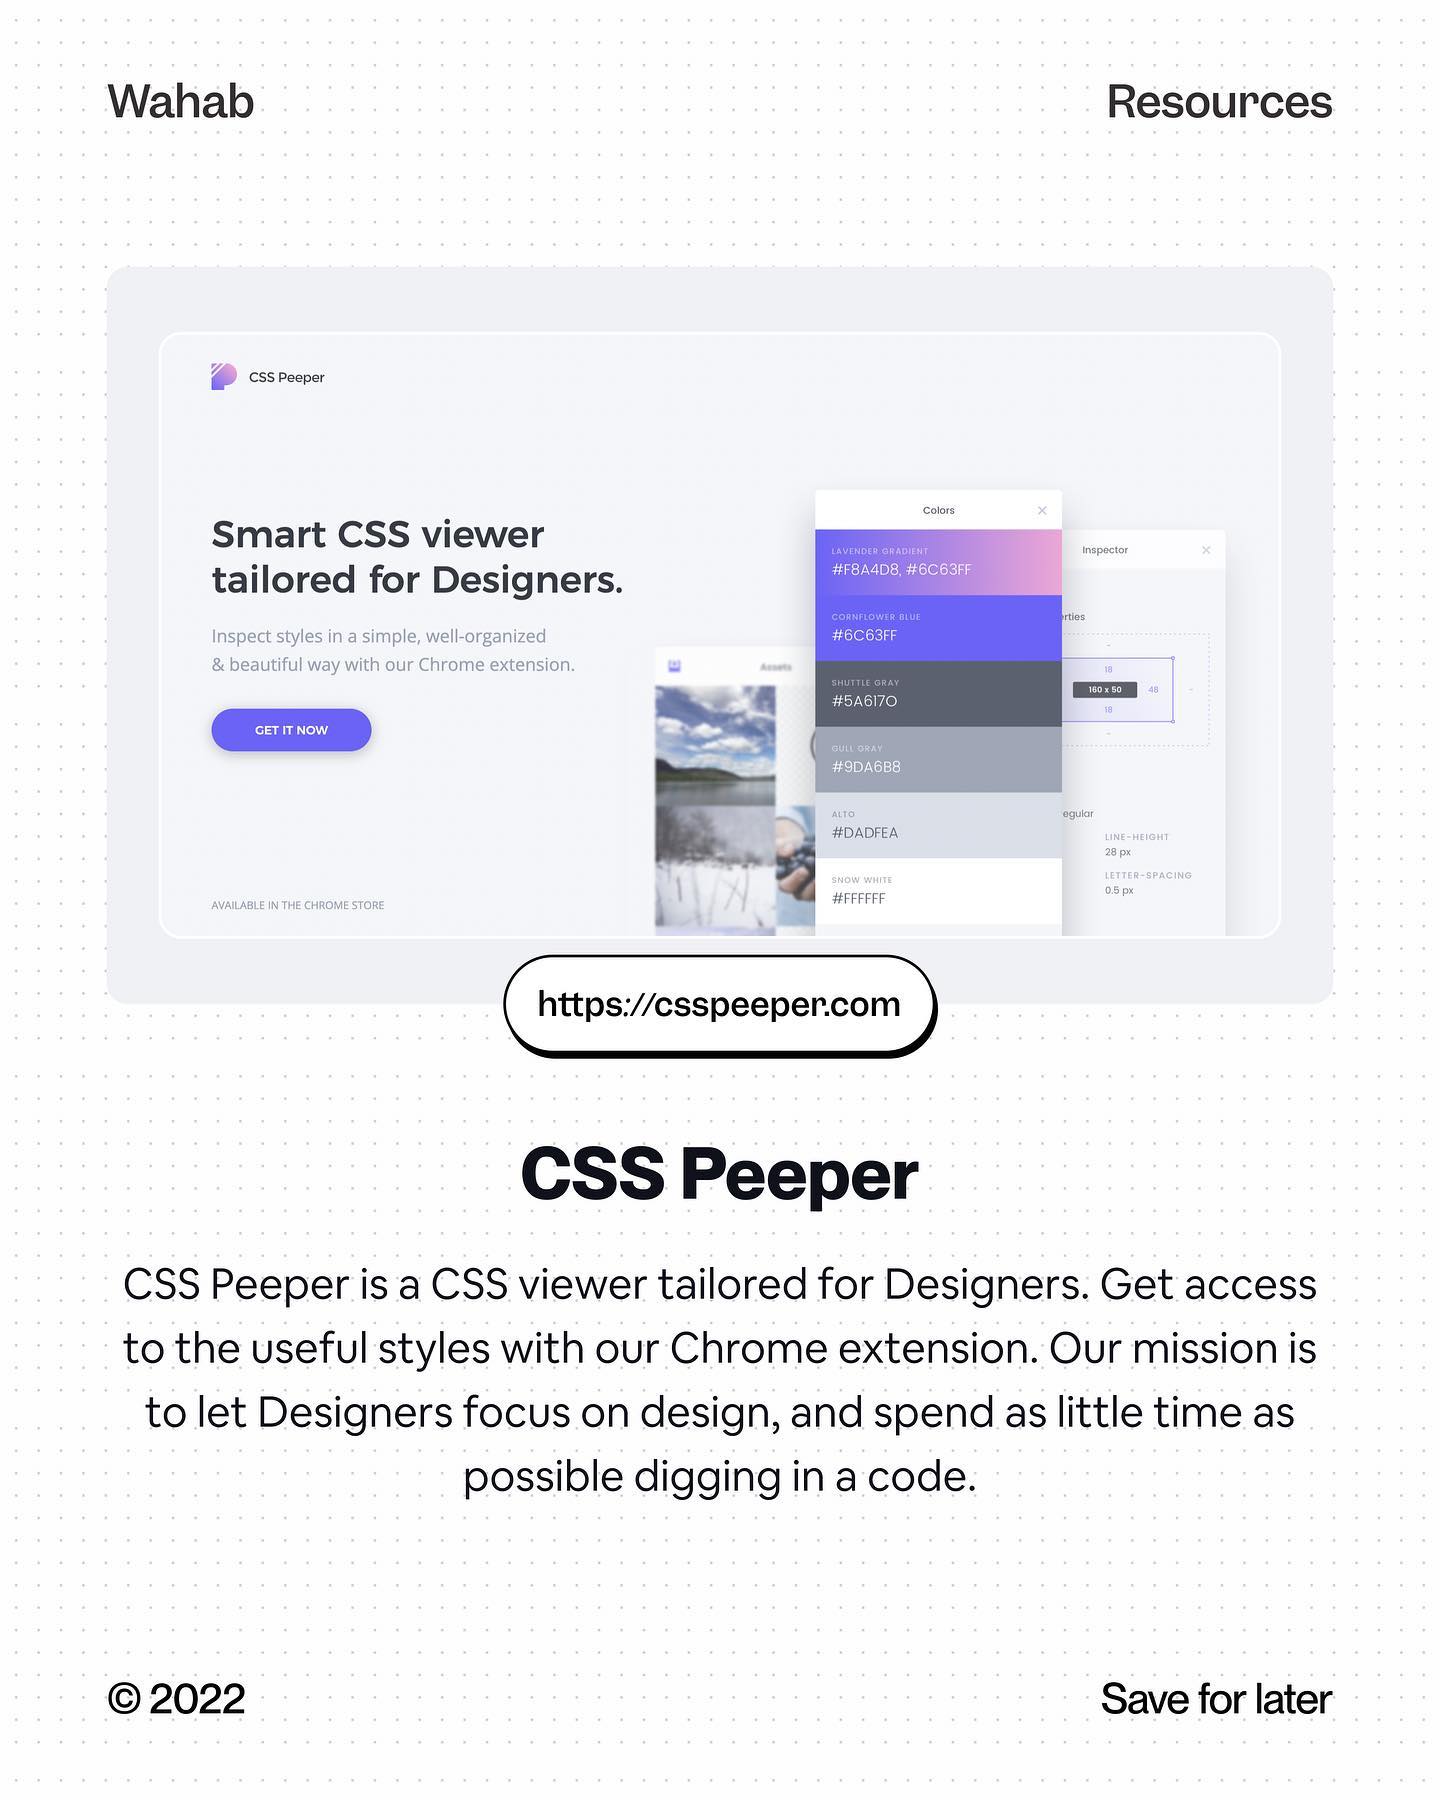 Wahab
Resources
CSS Peeper
Smart CSS viewer
tailored for Designers.
Inspect styles in a simple, well-organized
& beautiful way with our Chrome extension.
GET IT NOW
AVAILABLE IN THE CHROME STORE
Assets
Colors
LAVENDER GRADIENT
#F8A4D8, #6C63FF
CORNFLOWER BLUE
#6C63FF
SHUTTLE GRAY
#5A617O
GULL GRAY
#9DA6B8
ALTO
#DADFEA
SNOW WHITE
#FFFFFF
Inspector
erties
-
18
160 x 50
48
-
18
-
egular
LINE-HEIGHT
28 px
LETTER-SPACING
0.5 px
https://csspeeper.com
CSS Peeper
CSS Peeper is a CSS viewer tailored for Designers. Get access
to the useful styles with our Chrome extension. Our mission is
to let Designers focus on design, and spend as little time as
possible digging in a code.
© 2022
Save for later